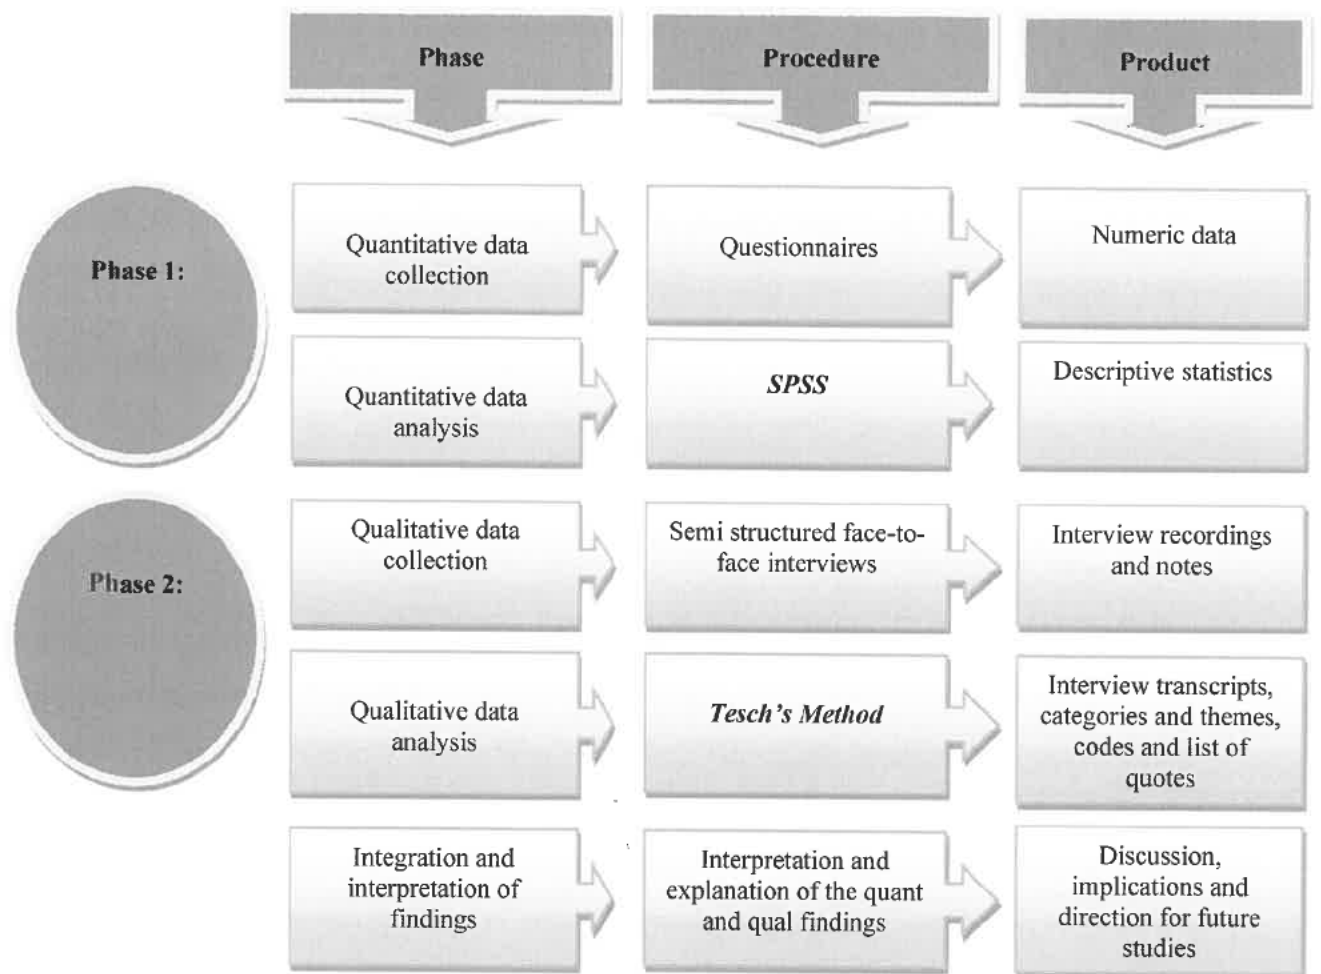 Phase
Procedure
Product
Phase 1:
Quantitative data
collection
Questionnaires
Numeric data
Quantitative data
analysis
SPSS
Descriptive statistics
Phase 2:
Qualitative data
collection
Semi structured face-to-
face interviews
Interview recordings
and notes
Qualitative data
analysis
Tesch's Method
Interview transcripts,
categories and themes,
codes and list of
quotes
Integration and
interpretation of
findings
Interpretation and
explanation of the quant
and qual findings
Discussion,
implications and
direction for future
studies